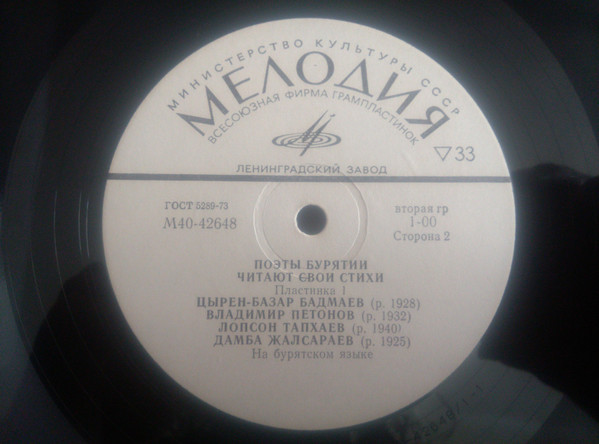 МИНИСТЕРСТВО КУЛЬТУРЫ СССР
МЕЛОДИЯ
ВСЕСОЮЗНАЯ ФИРМА ГРАМПЛАСТИНОК
▽33
ЛЕНИНГРАДСКИЙ ЗАВОД
ГОСТ 5289-73
М40-42648
вторая гр
1-00
Сторона 2
ПОЭТЫ БУРЯТИИ
ЧИТАЮТ СВОИ СТИХИ
Пластинка 1
ЦЫРЕН-БАЗАР БАДМАЕВ (р. 1928)
ВЛАДИМИР ПЕТОНОВ (р. 1932)
ЛОПСОН ТАПХАЕВ (р. 1940)
ДАМБА ЖАЛСАРАЕВ (р. 1925)
На бурятском языке